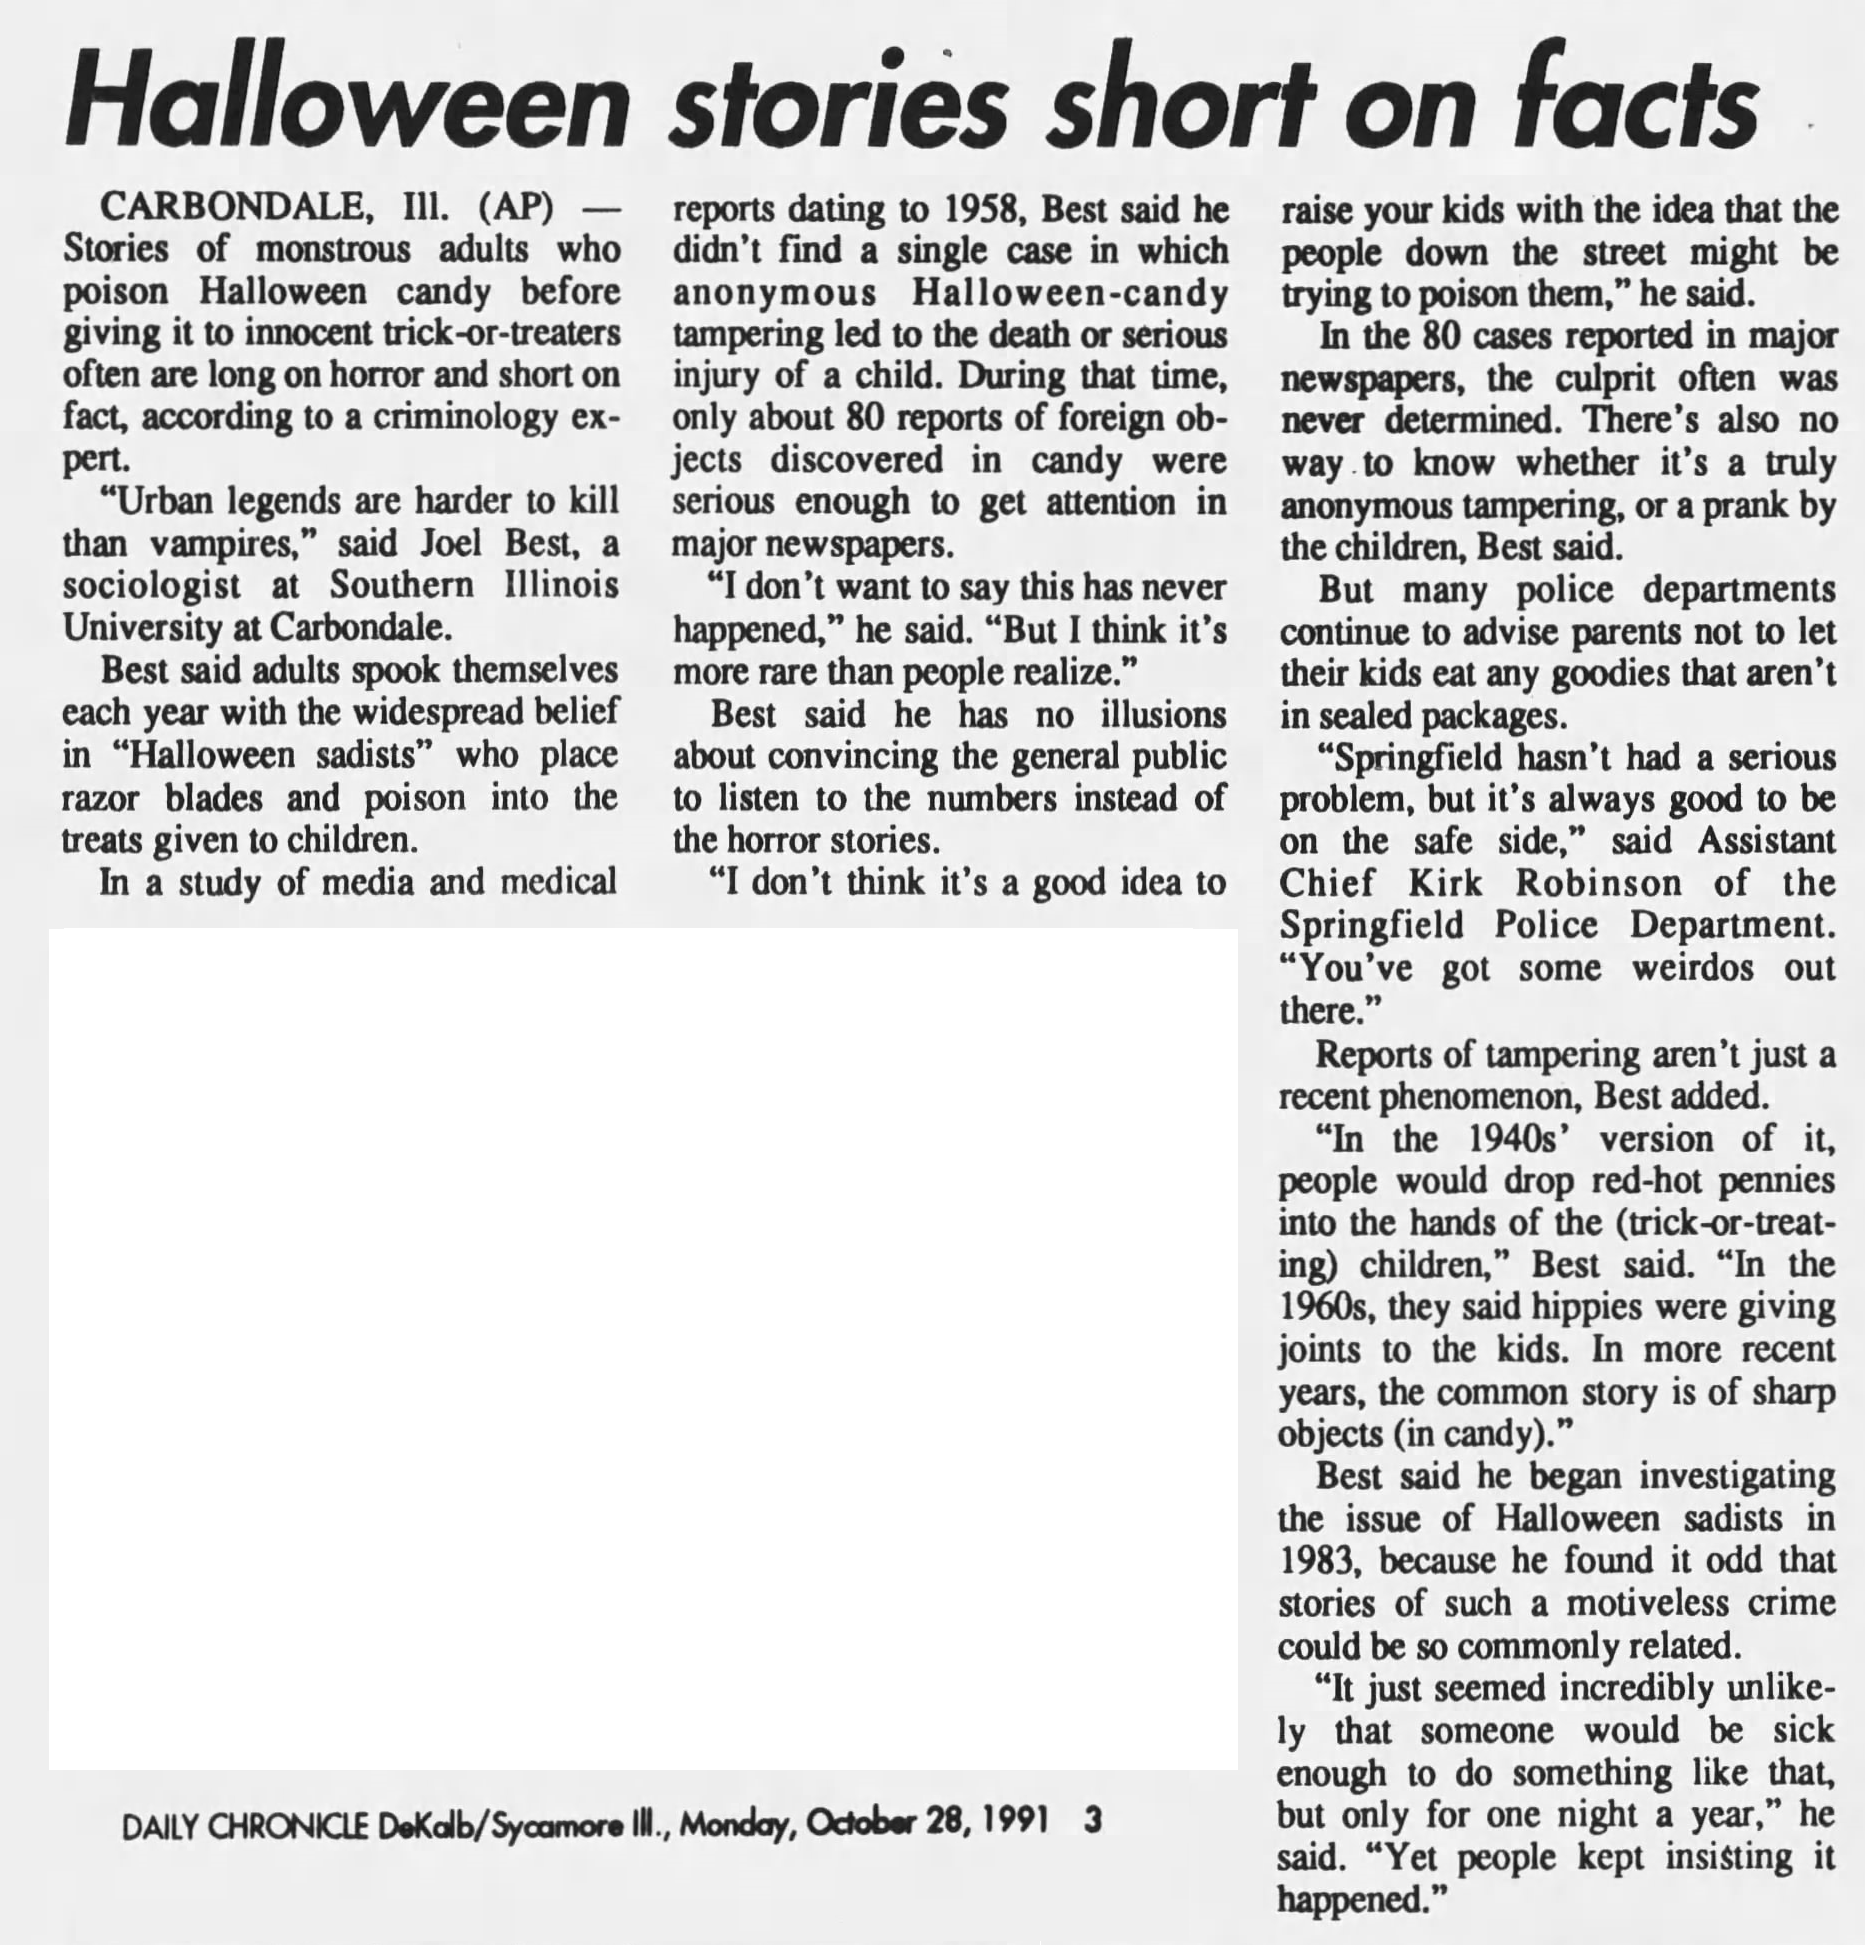 Halloween stories short on facts
CARBONDALE, Ill. (AP) —
Stories of monstrous adults who
poison Halloween candy before
giving it to innocent trick-or-treaters
often are long on horror and short on
fact, according to a criminology ex-
pert.
“Urban legends are harder to kill
than vampires,” said Joel Best, a
sociologist at Southern Illinois
University at Carbondale.
Best said adults spook themselves
each year with the widespread belief
in “Halloween sadists” who place
razor blades and poison into the
treats given to children.
In a study of media and medical
reports dating to 1958, Best said he
didn't find a single case in which
anonymous Halloween-candy
tampering led to the death or serious
injury of a child. During that time,
only about 80 reports of foreign ob-
jects discovered in candy were
serious enough to get attention in
major newspapers.
“I don't want to say this has never
happened,” he said. “But I think it's
more rare than people realize.”
Best said he has no illusions
about convincing the general public
to listen to the numbers instead of
the horror stories.
“I don't think it's a good idea to
raise your kids with the idea that the
people down the street might be
trying to poison them,” he said.
In the 80 cases reported in major
newspapers, the culprit often was
never determined. There's also no
way to know whether it's a truly
anonymous tampering, or a prank by
the children, Best said.
But many police departments
continue to advise parents not to let
their kids eat any goodies that aren't
in sealed packages.
“Springfield hasn't had a serious
problem, but it's always good to be
on the safe side,” said Assistant
Chief Kirk Robinson of the
Springfield Police Department.
“You've got some weirdos out
there.”
Reports of tampering aren't just a
recent phenomenon, Best added.
“In the 1940s' version of it,
people would drop red-hot pennies
into the hands of the (trick-or-treat-
ing) children,” Best said. “In the
1960s, they said hippies were giving
joints to the kids. In more recent
years, the common story is of sharp
objects (in candy).”
Best said he began investigating
the issue of Halloween sadists in
1983, because he found it odd that
stories of such a motiveless crime
could be so commonly related.
“It just seemed incredibly unlike-
ly that someone would be sick
enough to do something like that,
but only for one night a year,” he
said. “Yet people kept insisting it
happened.”
DAILY CHRONICLE DeKalb/Sycamore Ill., Monday, October 28, 1991 3